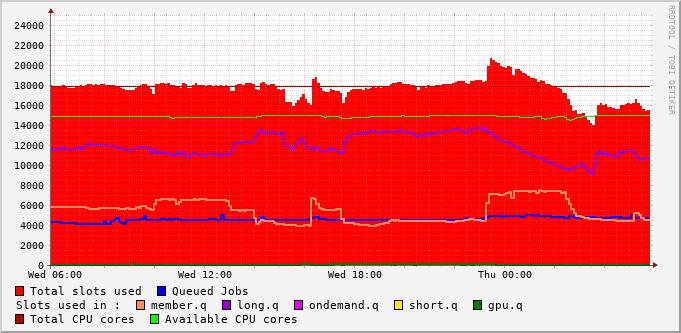 RRDTOOL / TOBI OETIKER
24000
22000
20000
18000
16000
14000
12000
10000
8000
6000
4000
2000
0
Wed 06:00 Wed 12:00 Wed 18:00 Thu 00:00
Total slots used Queued Jobs
Slots used in : member.q long.q ondemand.q short.q gpu.q
Total CPU cores Available CPU cores